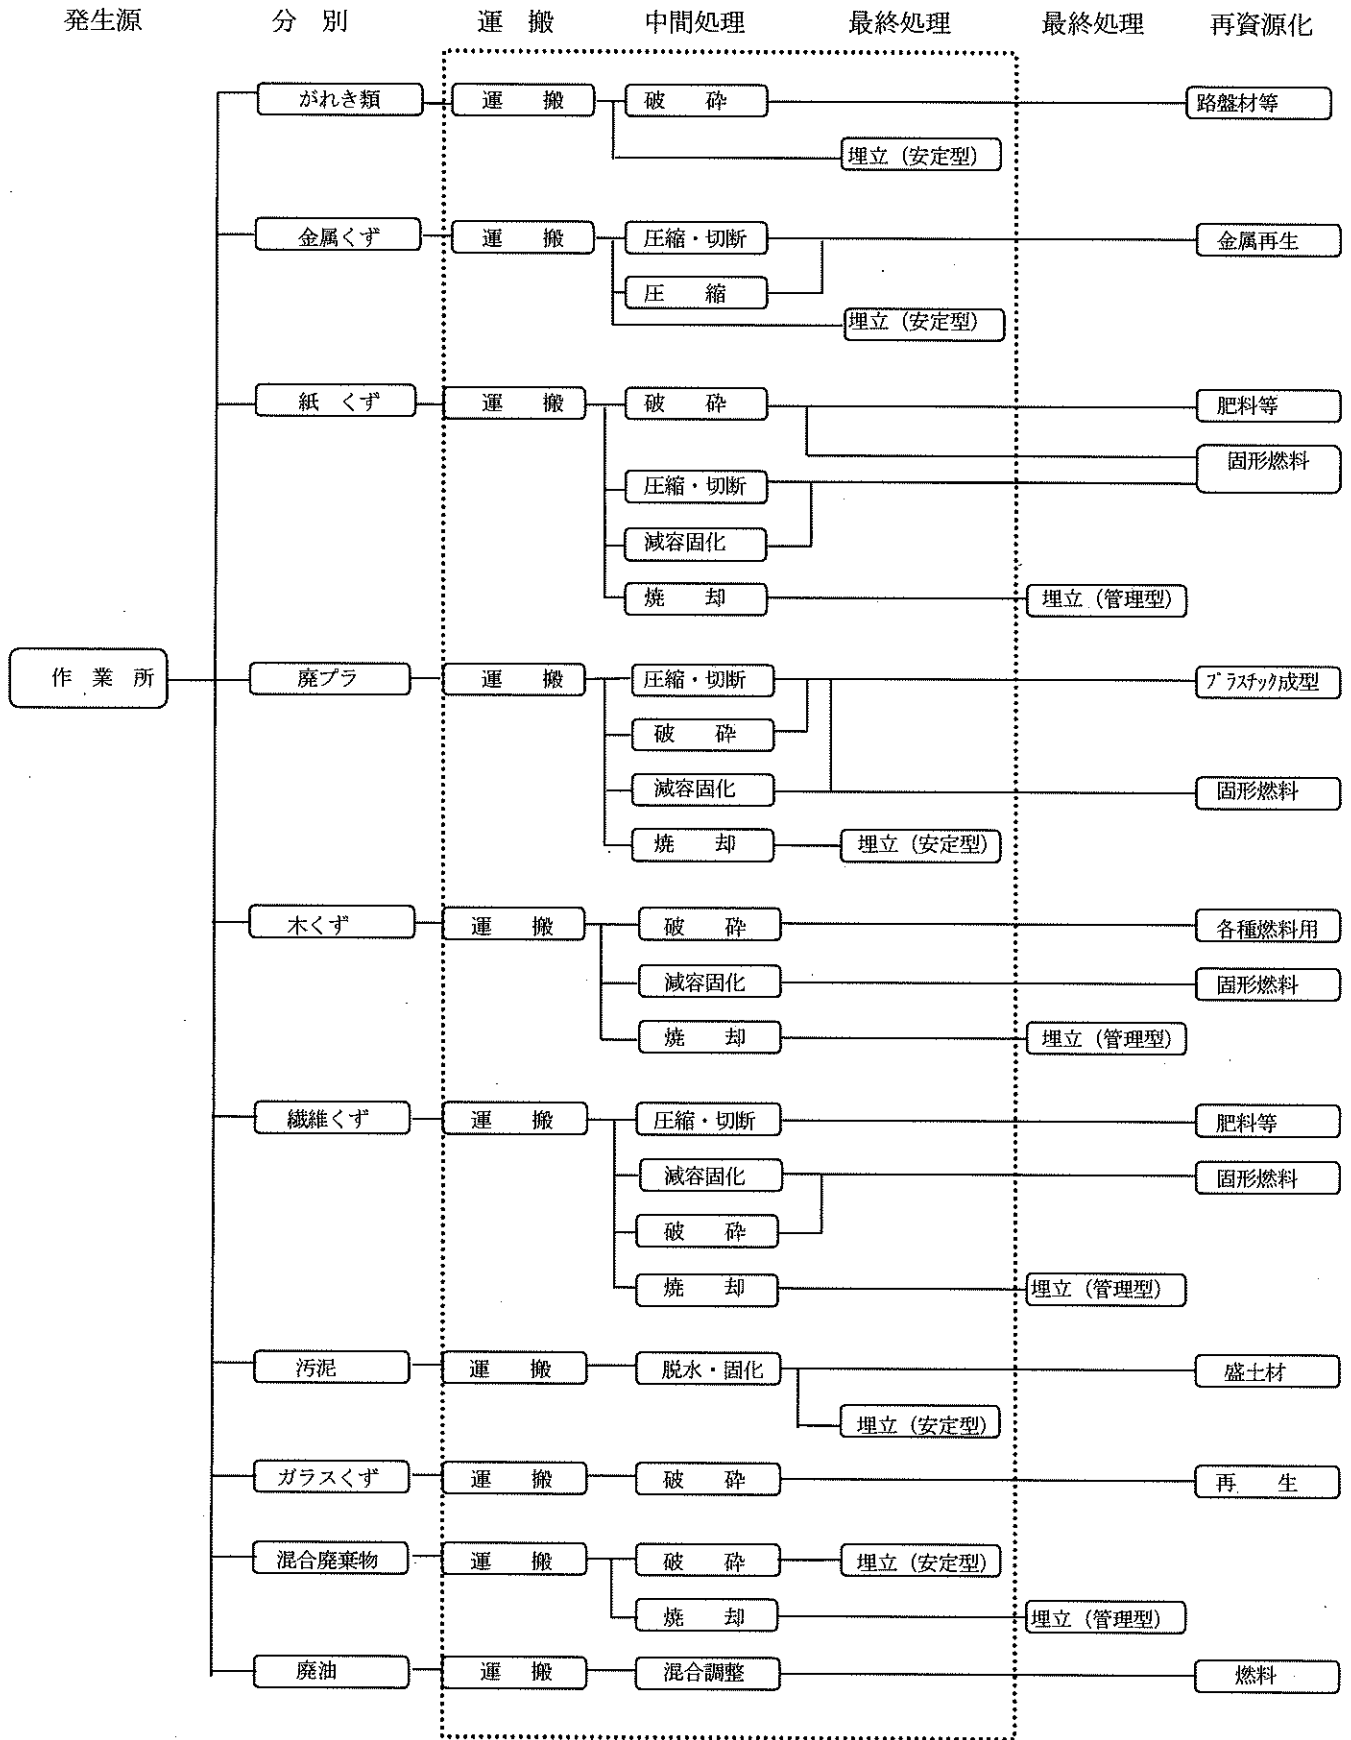 発生源 分　別 運　搬 中間処理 最終処理 最終処理 再資源化
がれき類 運　搬 破　砕 路盤材等
埋立（安定型）
金属くず 運　搬 圧縮・切断 金属再生
圧　縮
埋立（安定型）
紙　くず 運　搬 破　砕 肥料等
固形燃料
圧縮・切断
減容固化
焼　却 埋立（管理型）
作　業　所 廃プラ 運　搬 圧縮・切断 ﾌﾟﾗｽﾁｯｸ成型
破　砕
減容固化 固形燃料
焼　却 埋立（安定型）
木くず 運　搬 破　砕 各種燃料用
減容固化 固形燃料
焼　却 埋立（管理型）
繊維くず 運　搬 圧縮・切断 肥料等
減容固化 固形燃料
破　砕
焼　却 埋立（管理型）
汚泥 運　搬 脱水・固化 盛土材
埋立（安定型）
ガラスくず 運　搬 破　砕 再　生
混合廃棄物 運　搬 破　砕 埋立（安定型）
焼　却 埋立（管理型）
廃油 運　搬 混合調整 燃料